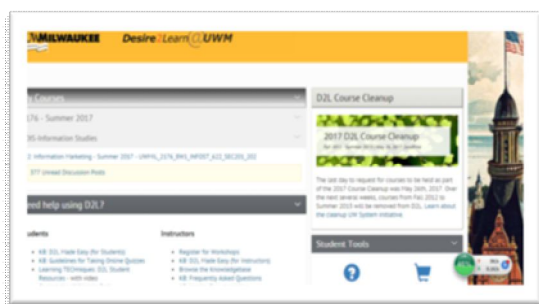 MILWAUKEE
Desire2Learn@UWM
Courses
D2L Course Cleanup
176 - Summer 2017
Information Studies
2017 D2L Course Cleanup
Information Marketing - Summer 2017 -
377 Unread Discussion Posts
The last day to request for courses to be held as part
of the 2017 Course Cleanup was May 26th, 2017. Over
the next several weeks, courses from Fall 2012 to
Summer 2013 will be removed from D2L. Learn about
the cleanup UW System initiative.
eed help using D2L?
udents
KB: D2L Made Easy (for Students)
KB: Guidelines for Taking Online Quizzes
Learning TECHniques: D2L Student
Resources - with video
Instructors
Register for Workshops
KB: D2L Made Easy (for Instructors)
Browse the Knowledgebase
KB: Frequently Asked Questions
Student Tools